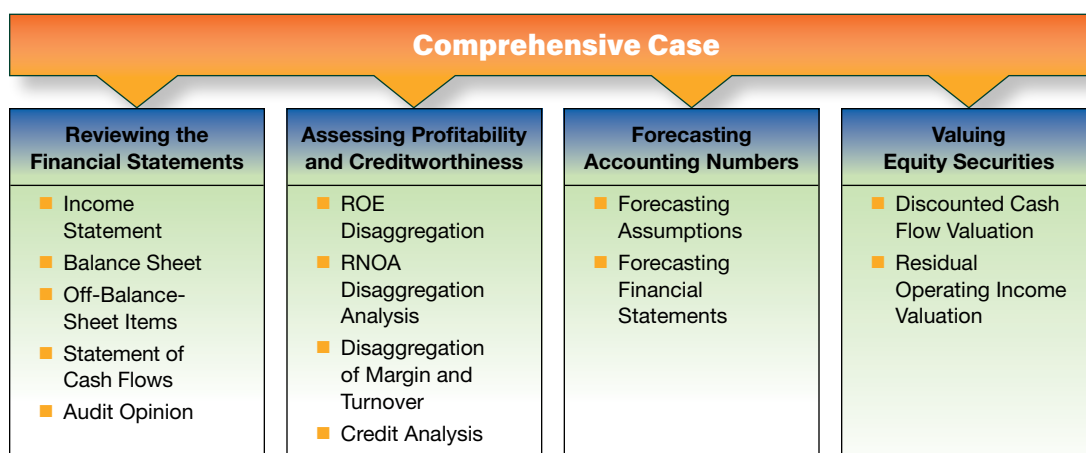 Comprehensive Case
Reviewing the
Financial Statements
Income
Statement
Balance Sheet
Off-Balance-
Sheet Items
Statement of
Cash Flows
Audit Opinion
Assessing Profitability
and Creditworthiness
ROE
Disaggregation
RNOA
Disaggregation
Analysis
Disaggregation
of Margin and
Turnover
Credit Analysis
Forecasting
Accounting Numbers
Forecasting
Assumptions
Forecasting
Financial
Statements
Valuing
Equity Securities
Discounted Cash
Flow Valuation
Residual
Operating Income
Valuation